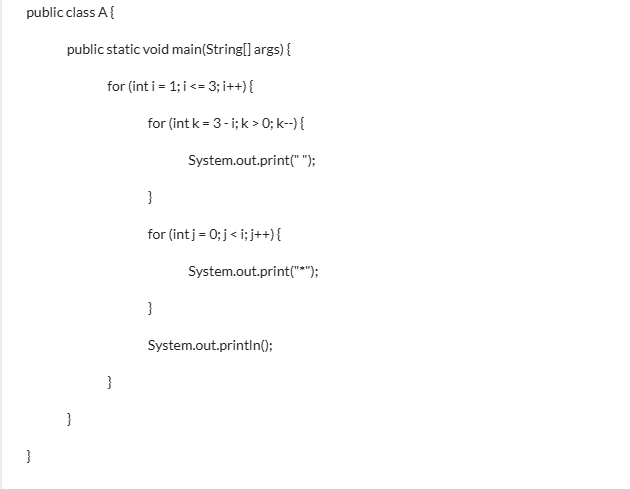 public class A {
public static void main(String[] args) {
for (int i = 1; i <= 3; i++) {
for (int k = 3 - i; k > 0; k--) {
System.out.print(" ");
}
for (int j = 0; j < i; j++) {
System.out.print("*");
}
System.out.println();
}
}
}